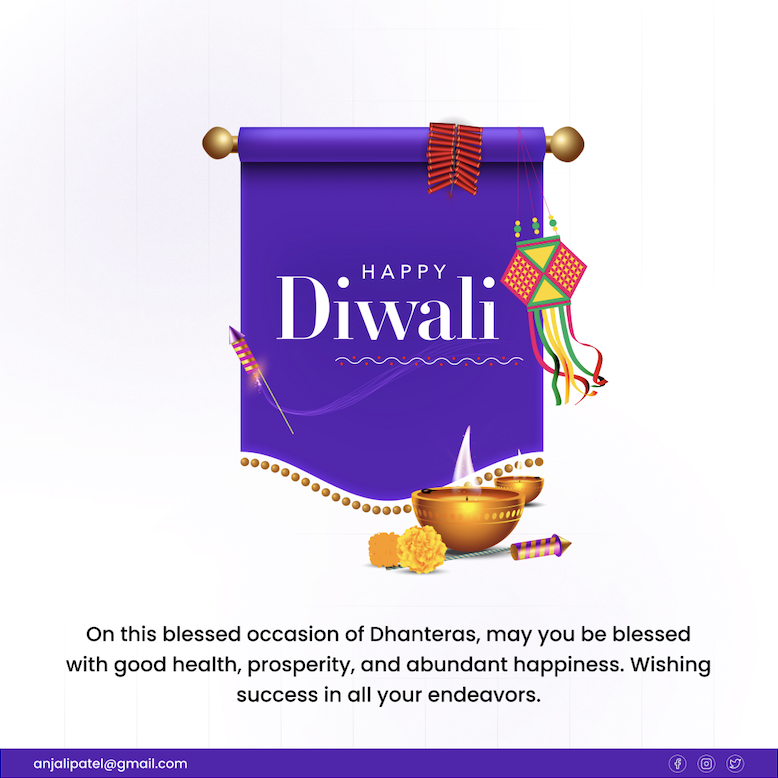 HAPPY
Diwali
On this blessed occasion of Dhanteras, may you be blessed
with good health, prosperity, and abundant happiness. Wishing
success in all your endeavors.
anjalipatel@gmail.com